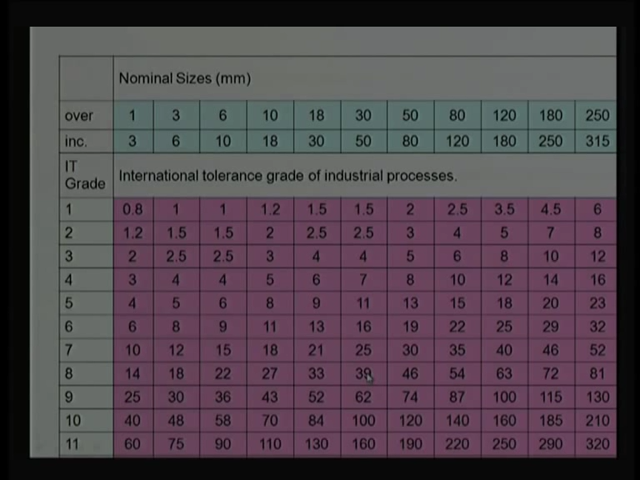 Nominal Sizes (mm)
over 1 3 6 10 18 30 50 80 120 180 250
inc. 3 6 10 18 30 50 80 120 180 250 315
IT
Grade International tolerance grade of industrial processes.
1 0.8 1 1 1.2 1.5 1.5 2 2.5 3.5 4.5 6
2 1.2 1.5 1.5 2 2.5 2.5 3 4 5 7 8
3 2 2.5 2.5 3 4 4 5 6 8 10 12
4 3 4 4 5 6 7 8 10 12 14 16
5 4 5 6 8 9 11 13 15 18 20 23
6 6 8 9 11 13 16 19 22 25 29 32
7 10 12 15 18 21 25 30 35 40 46 52
8 14 18 22 27 33 39 46 54 63 72 81
9 25 30 36 43 52 62 74 87 100 115 130
10 40 48 58 70 84 100 120 140 160 185 210
11 60 75 90 110 130 160 190 220 250 290 320